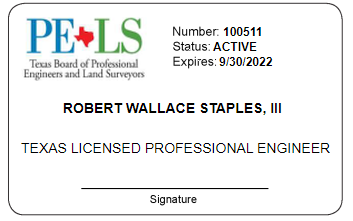 PE LS
Texas Board of Professional
Engineers and Land Surveyors
Number: 100511
Status: ACTIVE
Expires: 9/30/2022
ROBERT WALLACE STAPLES, III
TEXAS LICENSED PROFESSIONAL ENGINEER
Signature